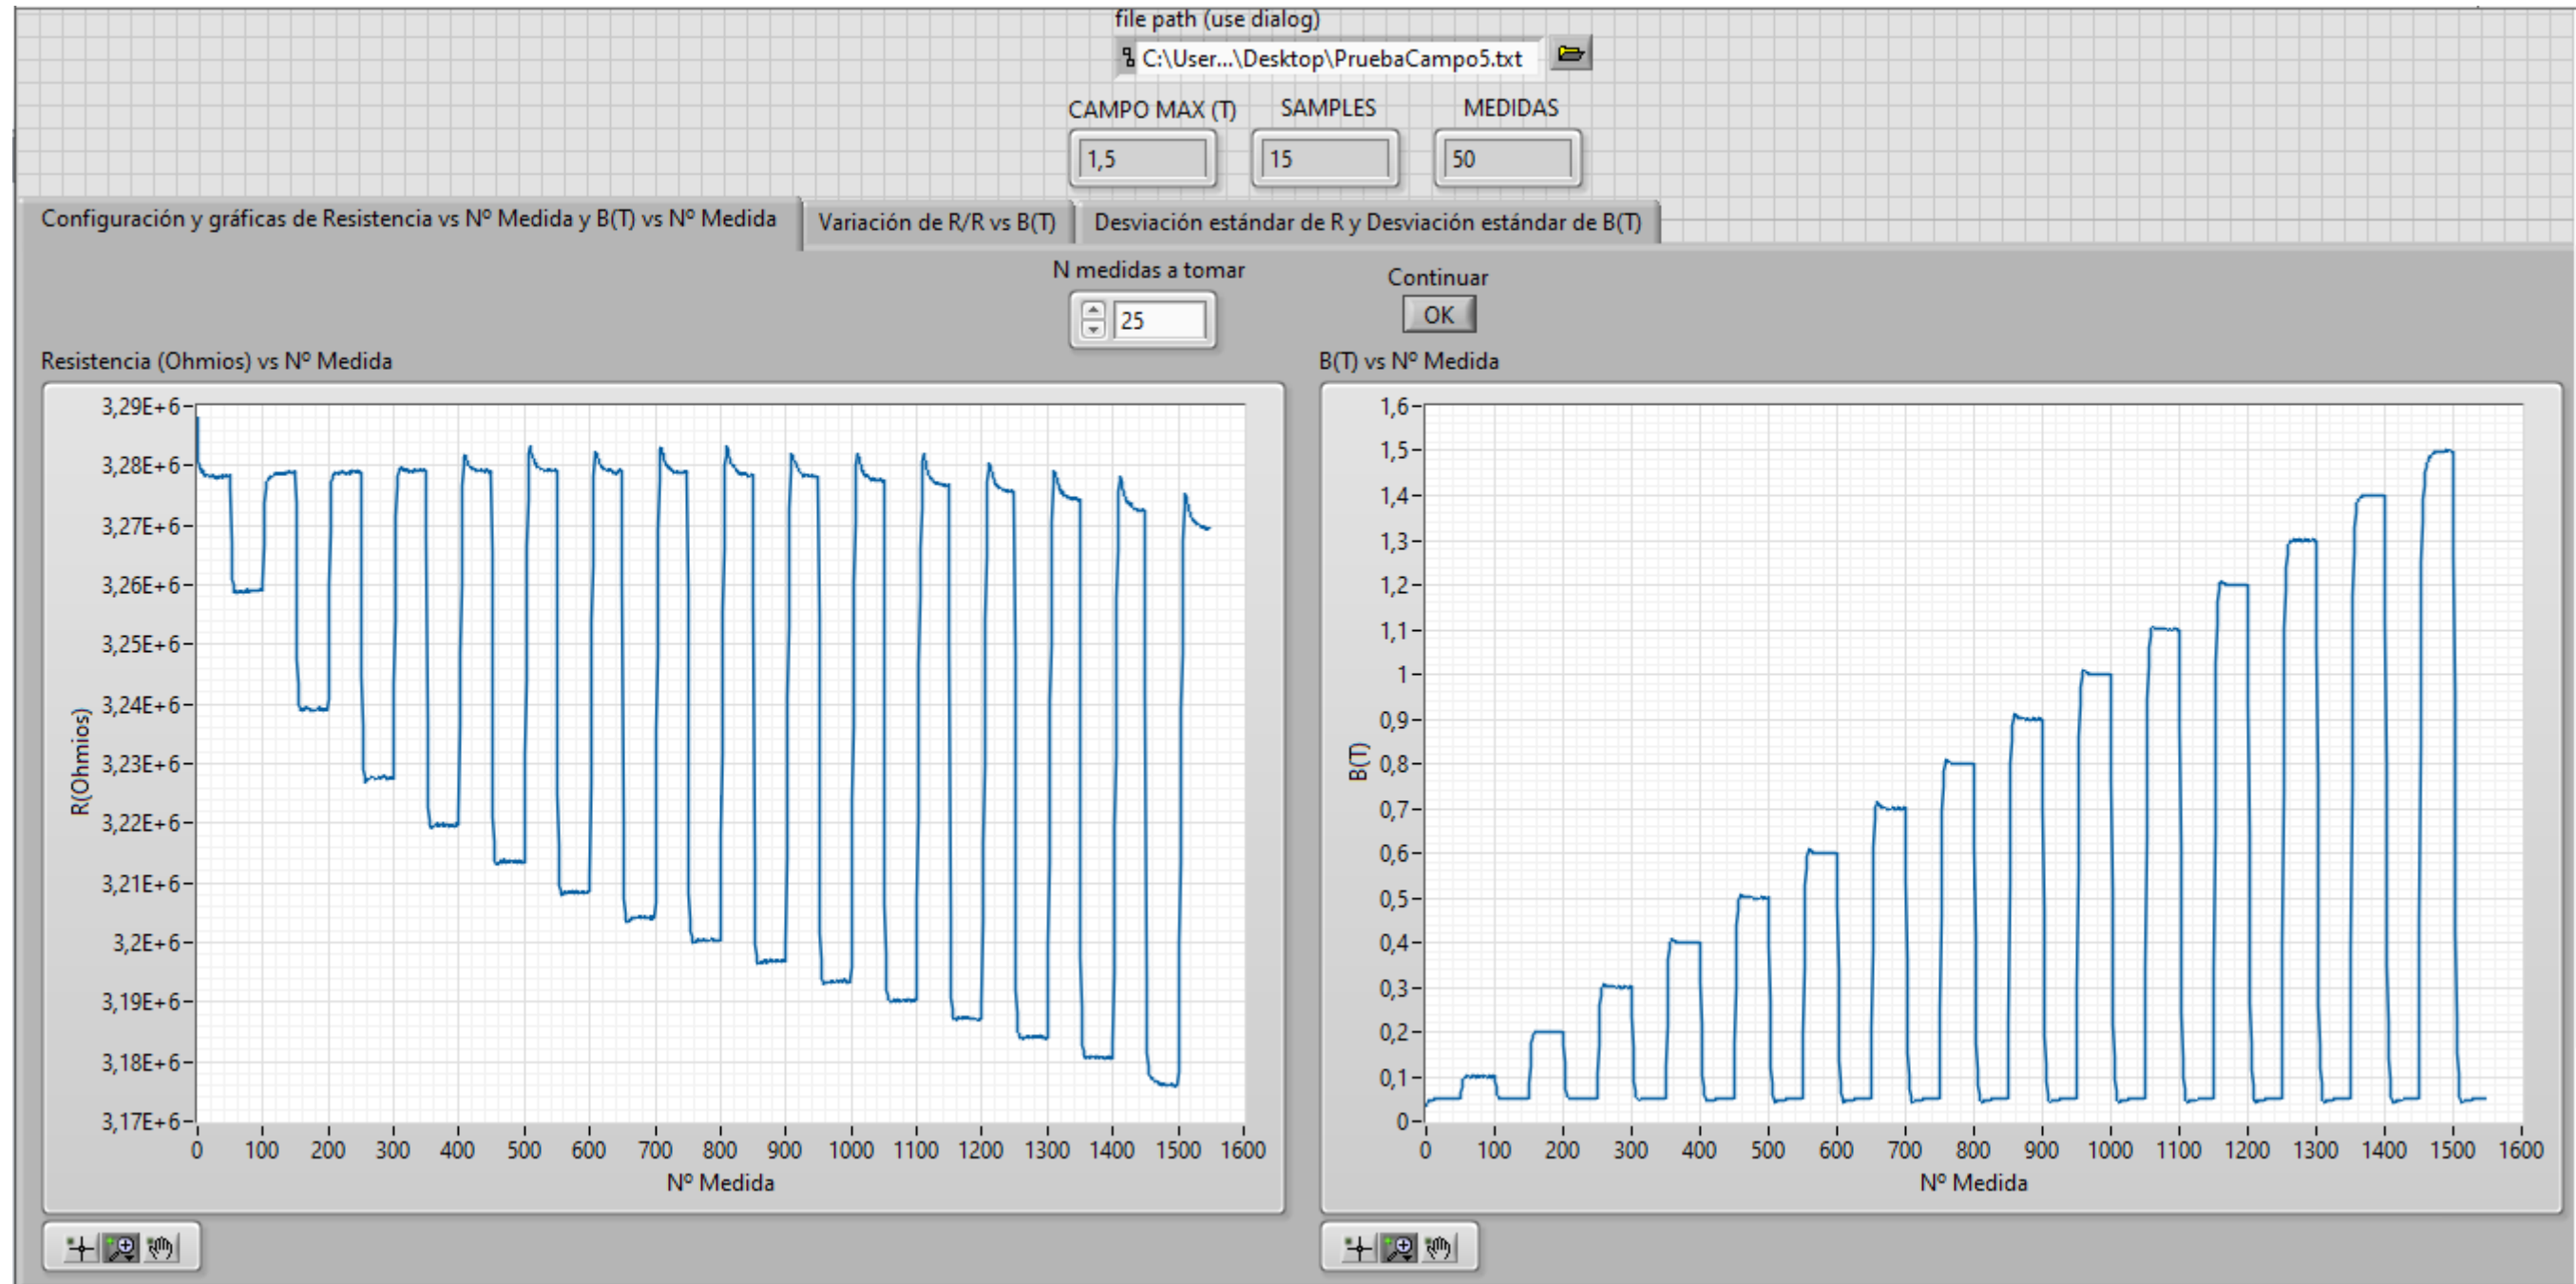 file path (use dialog)
C:\User...\Desktop\PruebaCampo5.txt
CAMPO MAX (T) SAMPLES MEDIDAS
1,5 15 50
Configuración y gráficas de Resistencia vs Nº Medida y B(T) vs Nº Medida Variación de R/R vs B(T) Desviación estándar de R y Desviación estándar de B(T)
N medidas a tomar Continuar
25 OK
Resistencia (Ohmios) vs Nº Medida
3,29E+6
3,28E+6
3,27E+6
3,26E+6
3,25E+6
3,24E+6
3,23E+6
3,22E+6
3,21E+6
3,2E+6
3,19E+6
3,18E+6
3,17E+6
R(Ohmios)
0 100 200 300 400 500 600 700 800 900 1000 1100 1200 1300 1400 1500 1600
Nº Medida
B(T) vs Nº Medida
1,6
1,5
1,4
1,3
1,2
1,1
1
0,9
0,8
0,7
0,6
0,5
0,4
0,3
0,2
0,1
0
B(T)
0 100 200 300 400 500 600 700 800 900 1000 1100 1200 1300 1400 1500 1600
Nº Medida